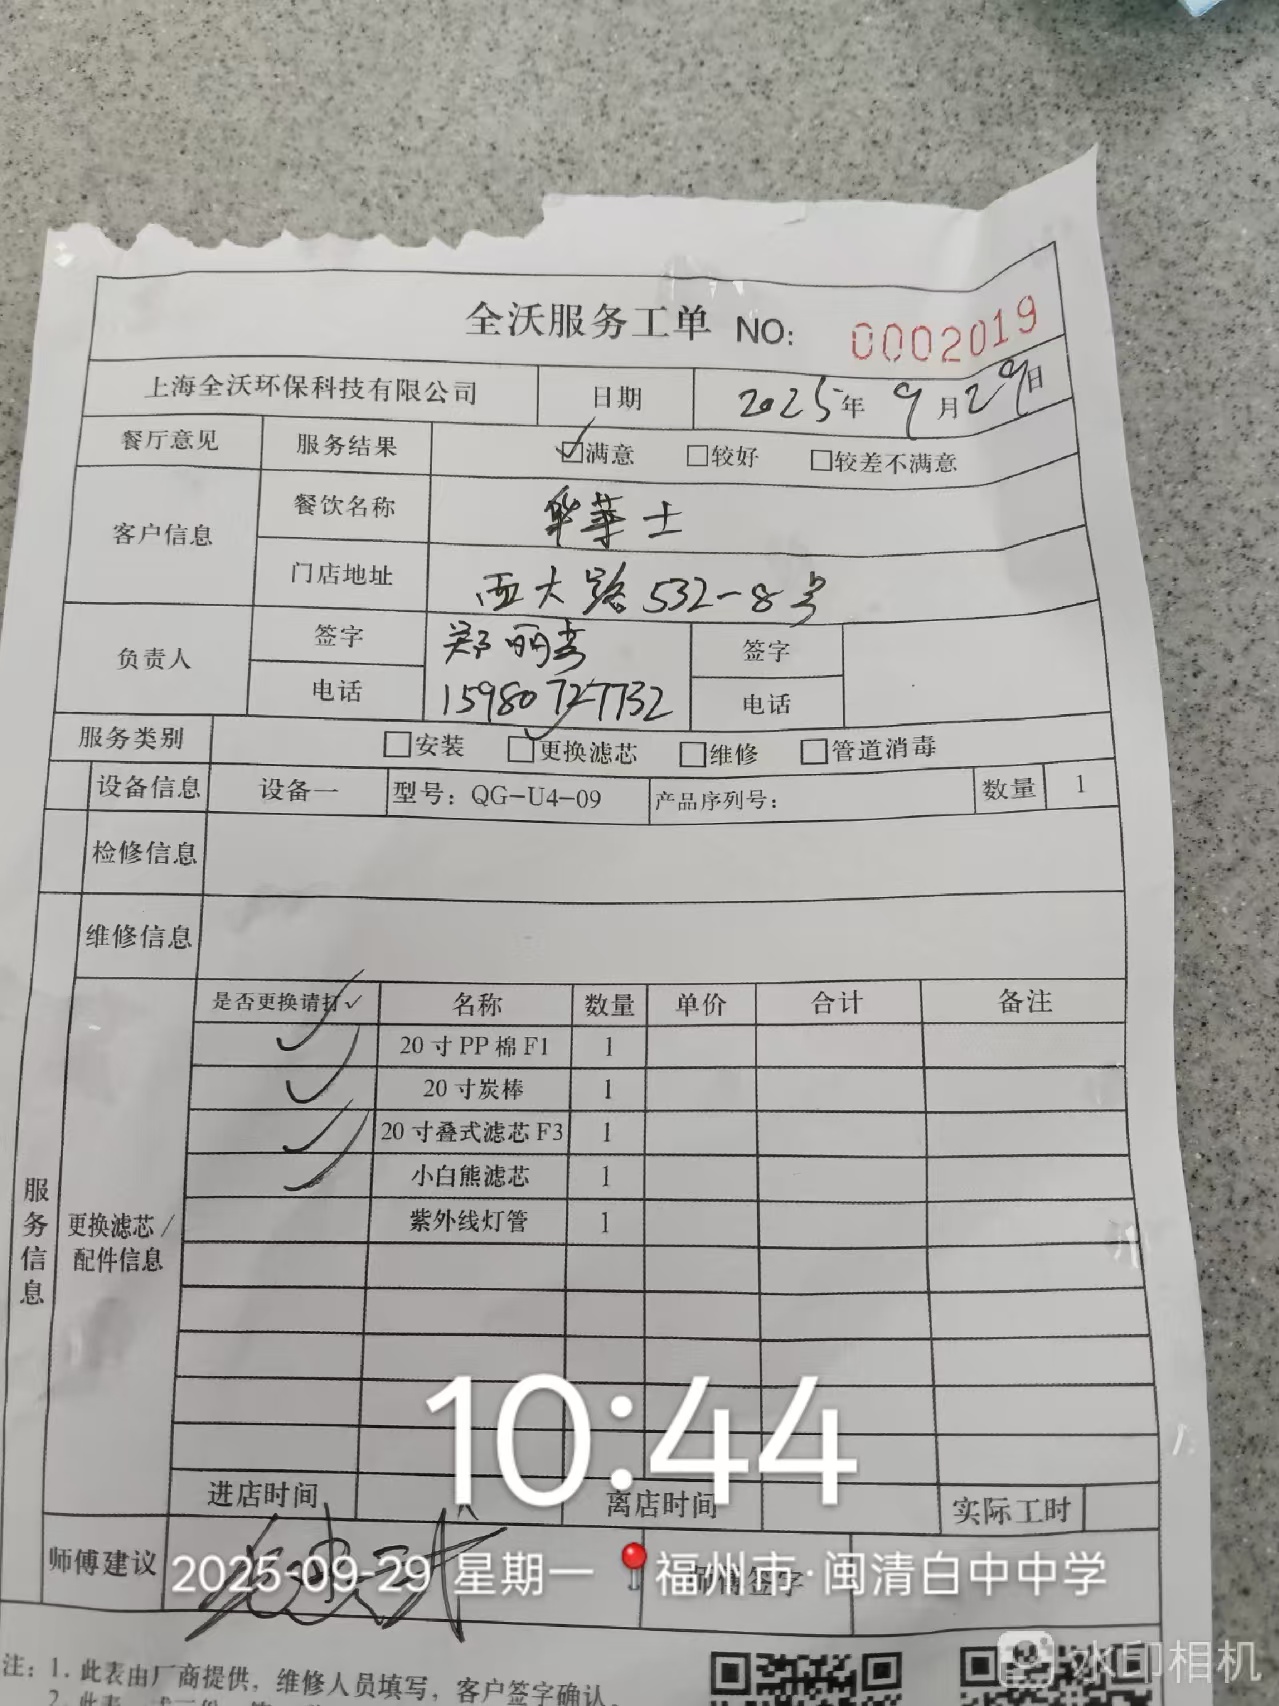 全沃服务工单 NO: 0002019
上海全沃环保科技有限公司 日期 2025年 9月29日
餐厅意见 服务结果 ☑满意 □较好 □较差不满意
客户信息 餐饮名称 华莱士
门店地址 西大路532-8号
负责人 签字 郑丽 签字
电话 15980727732 电话
服务类别 □安装 ☑更换滤芯 □维修 □管道消毒
设备信息 设备一 型号：QG-U4-09 产品序列号： 数量 1
检修信息
维修信息
服务信息
更换滤芯/
配件信息
是否更换请打✓ 名称 数量 单价 合计 备注
✓ 20寸PP棉F1 1
✓ 20寸炭棒 1
✓ 20寸叠式滤芯F3 1
✓ 小白熊滤芯 1
紫外线灯管 1
10:44
进店时间 离店时间 实际工时
师傅建议 师傅签字
2025-09-29 星期一 福州市·闽清白中中学
注：1. 此表由厂商提供，维修人员填写，客户签字确认。
2. 此表一式三份
水印相机